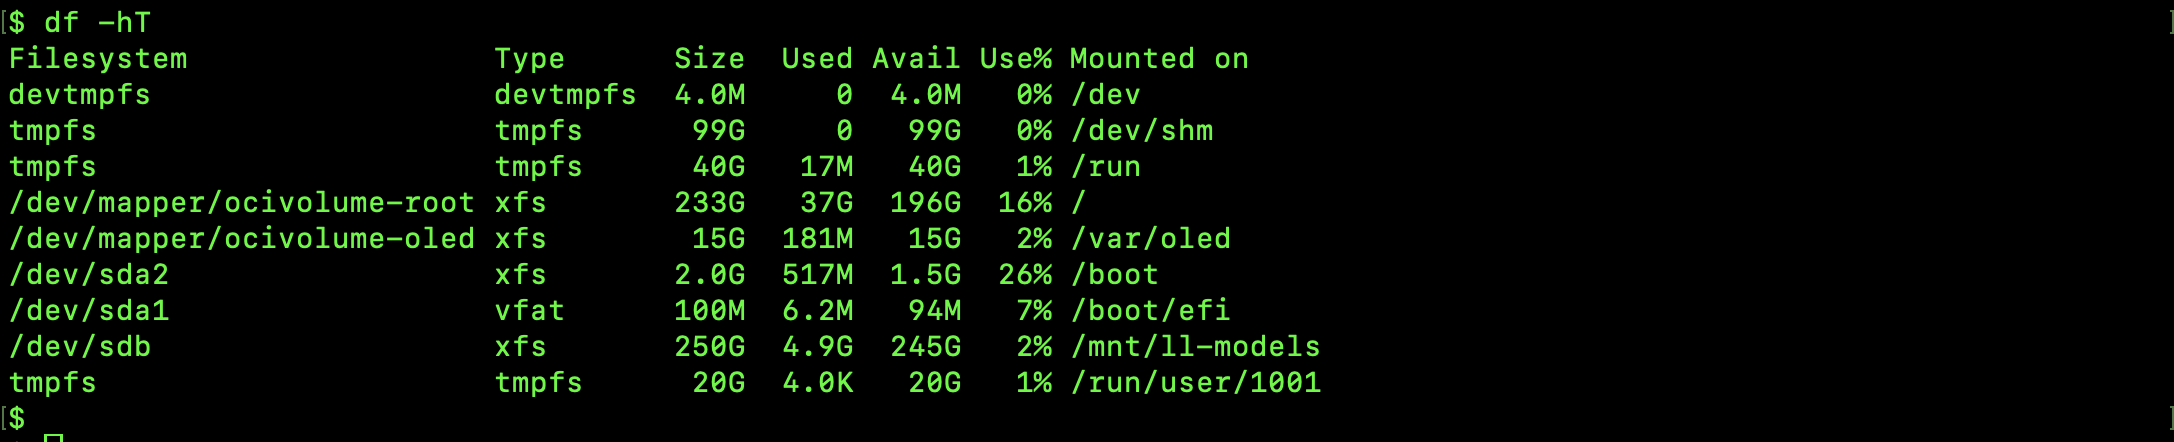 $ df -hT
Filesystem                 Type      Size  Used Avail Use% Mounted on
devtmpfs                   devtmpfs  4.0M     0  4.0M   0% /dev
tmpfs                      tmpfs      99G     0   99G   0% /dev/shm
tmpfs                      tmpfs      40G   17M   40G   1% /run
/dev/mapper/ocivolume-root xfs       233G   37G  196G  16% /
/dev/mapper/ocivolume-oled xfs        15G  181M   15G   2% /var/oled
/dev/sda2                  xfs       2.0G  517M  1.5G  26% /boot
/dev/sda1                  vfat      100M  6.2M   94M   7% /boot/efi
/dev/sdb                   xfs       250G  4.9G  245G   2% /mnt/ll-models
tmpfs                      tmpfs      20G  4.0K   20G   1% /run/user/1001
$